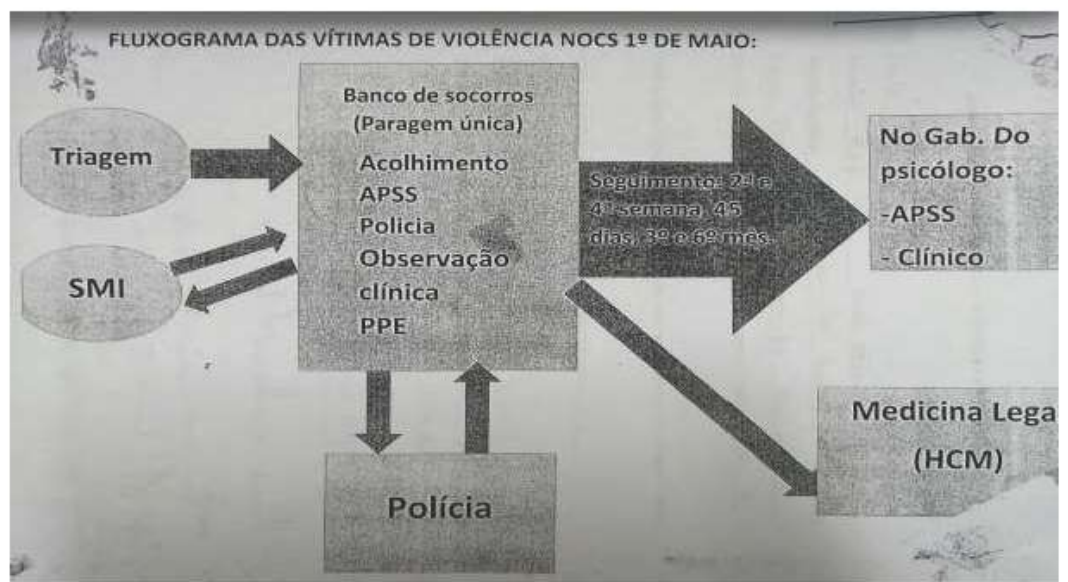 FLUXOGRAMA DAS VÍTIMAS DE VIOLÊNCIA NOCS 1º DE MAIO:
Triagem
SMI
Banco de socorros
(Paragem única)
Acolhimento
APSS
Policia
Observação
clínica
PPE
Seguimento: 2ª e
4ª semana, 45
dias, 3º e 6º mês.
No Gab. Do
psicólogo:
-APSS
- Clínico
Polícia
Medicina Lega
(HCM)